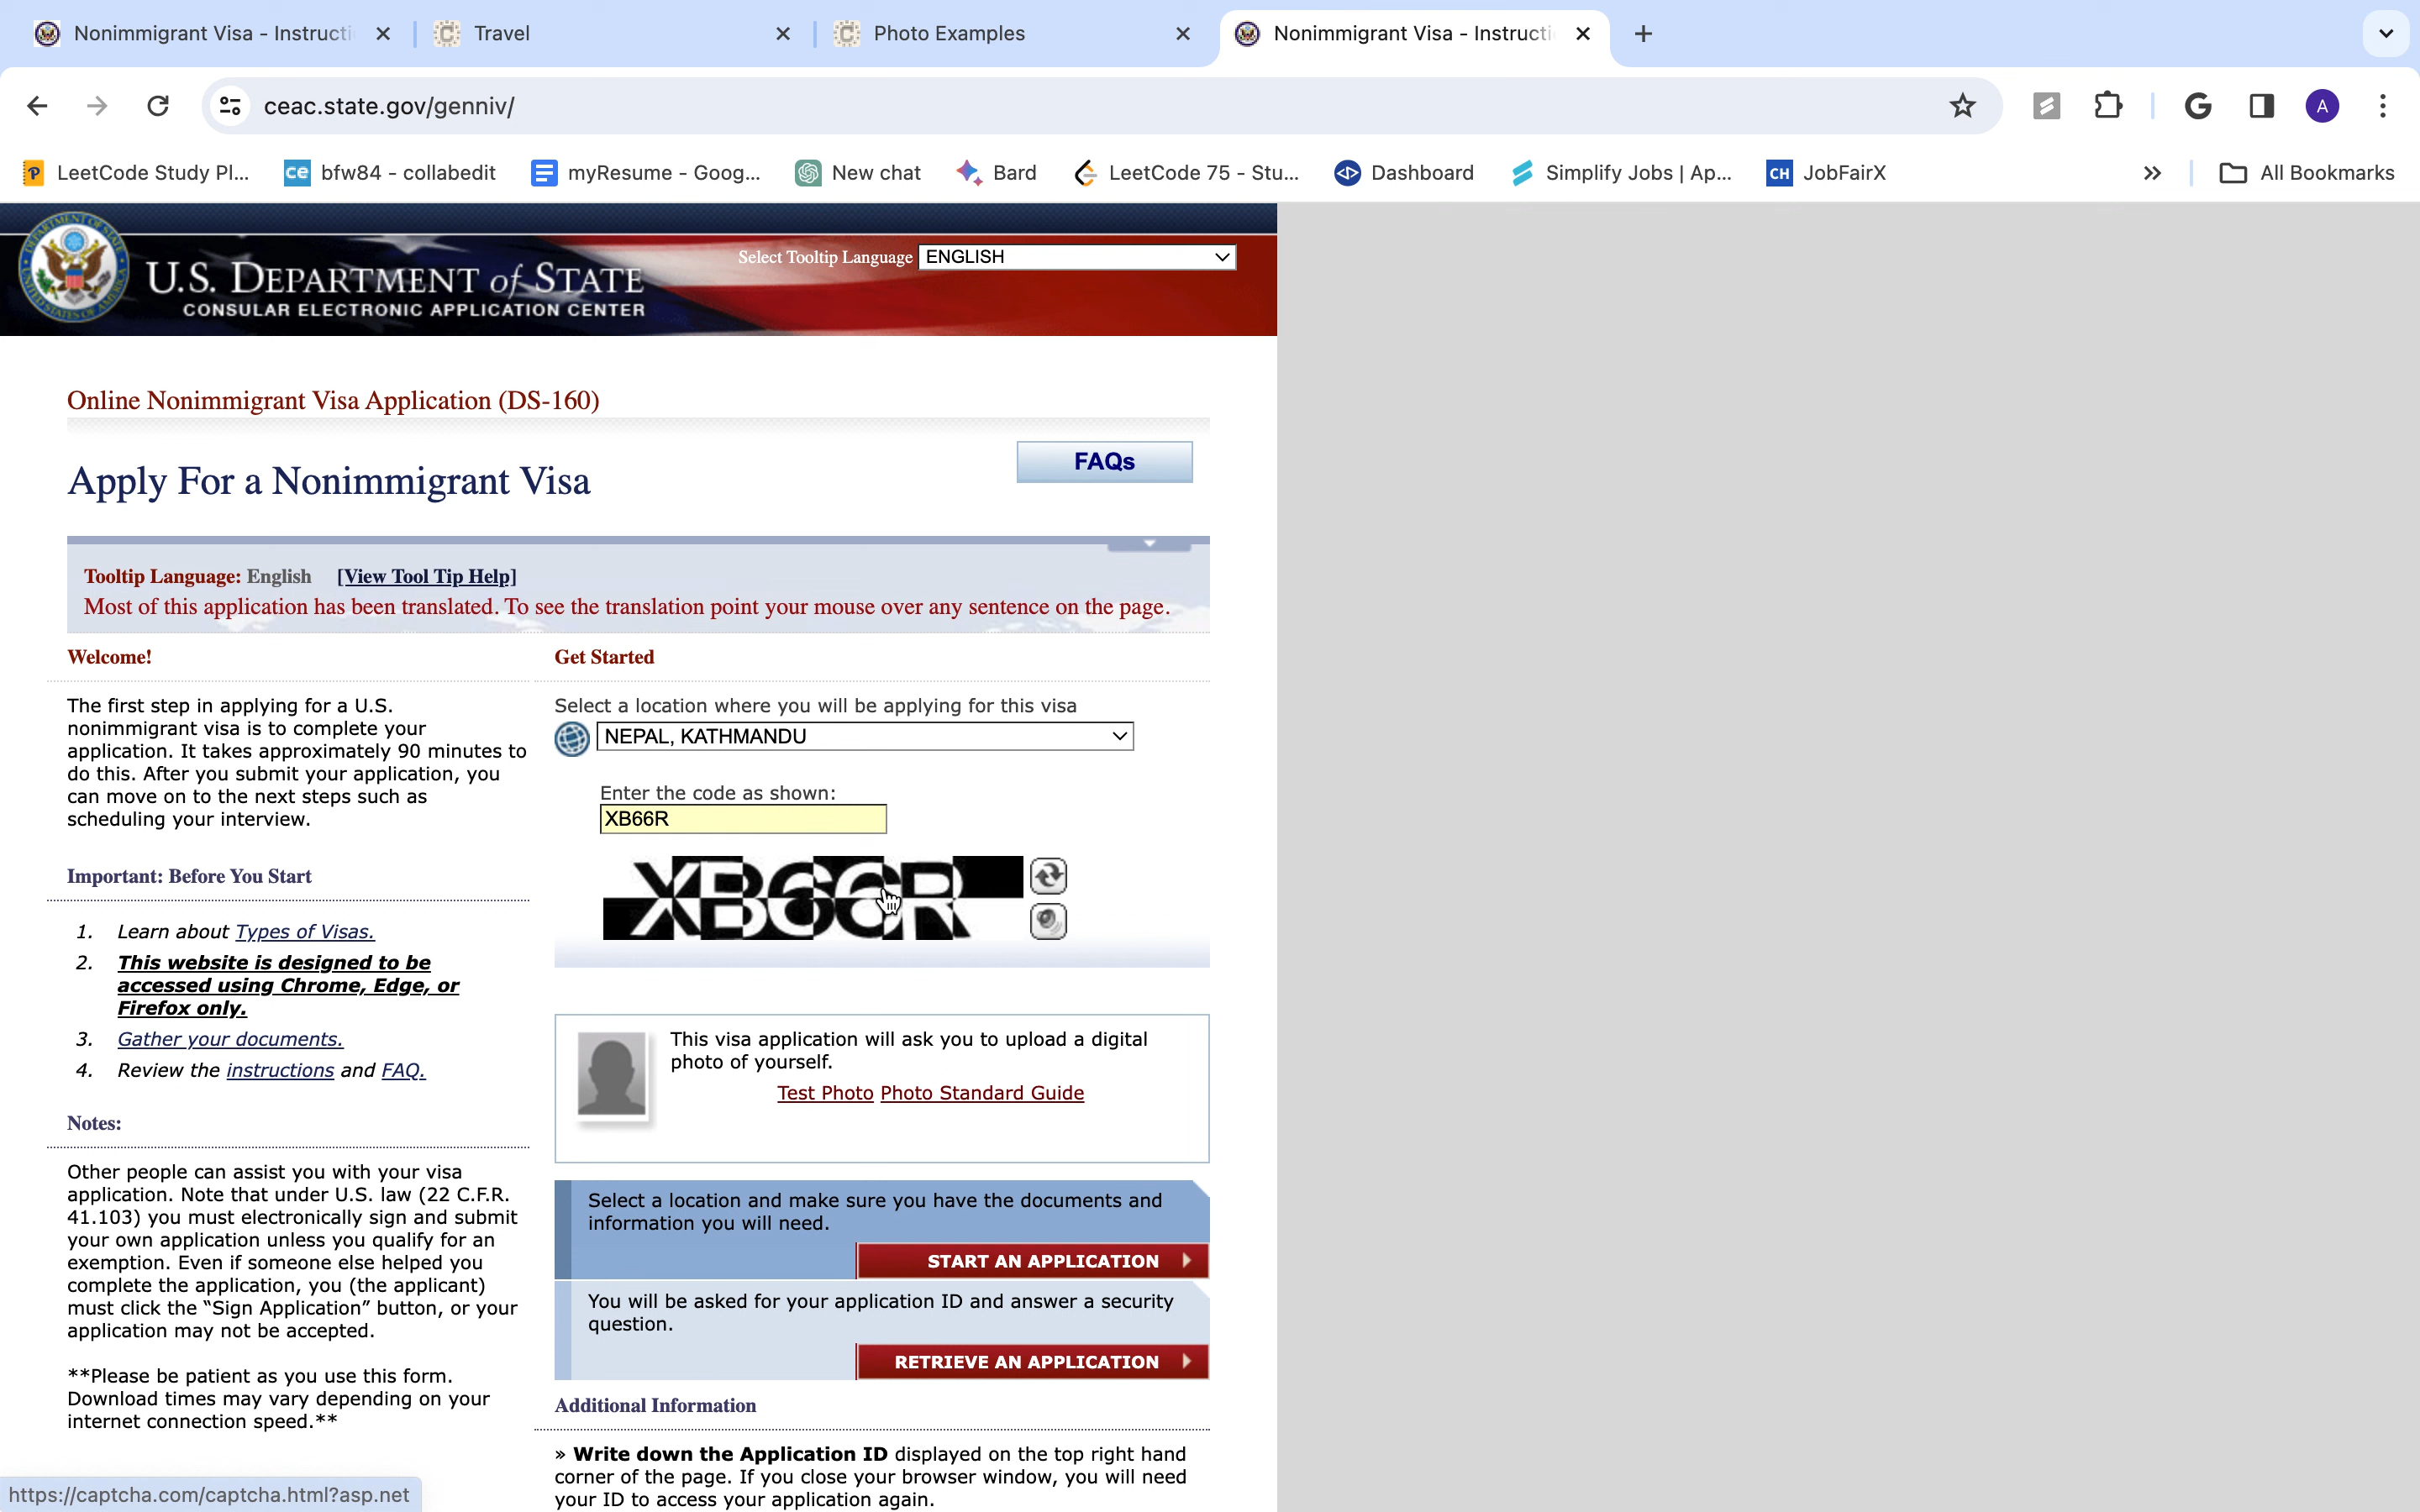 Nonimmigrant Visa - Instructi
Travel
Photo Examples
Nonimmigrant Visa - Instructi
ceac.state.gov/genniv/
A
LeetCode Study Pl...
ce bfw84 - collabedit
myResume - Goog...
New chat
Bard
LeetCode 75 - Stu...
Dashboard
Simplify Jobs | Ap...
CH JobFairX
All Bookmarks
U.S. DEPARTMENT of STATE
CONSULAR ELECTRONIC APPLICATION CENTER
Select Tooltip Language ENGLISH
Online Nonimmigrant Visa Application (DS-160)
Apply For a Nonimmigrant Visa
FAQs
Tooltip Language: English [View Tool Tip Help]
Most of this application has been translated. To see the translation point your mouse over any sentence on the page.
Welcome!
The first step in applying for a U.S.
nonimmigrant visa is to complete your
application. It takes approximately 90 minutes to
do this. After you submit your application, you
can move on to the next steps such as
scheduling your interview.
Important: Before You Start
1. Learn about Types of Visas.
2. This website is designed to be
accessed using Chrome, Edge, or
Firefox only.
3. Gather your documents.
4. Review the instructions and FAQ.
Notes:
Other people can assist you with your visa
application. Note that under U.S. law (22 C.F.R.
41.103) you must electronically sign and submit
your own application unless you qualify for an
exemption. Even if someone else helped you
complete the application, you (the applicant)
must click the “Sign Application” button, or your
application may not be accepted.
**Please be patient as you use this form.
Download times may vary depending on your
internet connection speed.**
Get Started
Select a location where you will be applying for this visa
NEPAL, KATHMANDU
Enter the code as shown:
XB66R
XB66R
This visa application will ask you to upload a digital
photo of yourself.
Test Photo Photo Standard Guide
Select a location and make sure you have the documents and
information you will need.
START AN APPLICATION
You will be asked for your application ID and answer a security
question.
RETRIEVE AN APPLICATION
Additional Information
» Write down the Application ID displayed on the top right hand
corner of the page. If you close your browser window, you will need
your ID to access your application again.
https://captcha.com/captcha.html?asp.net